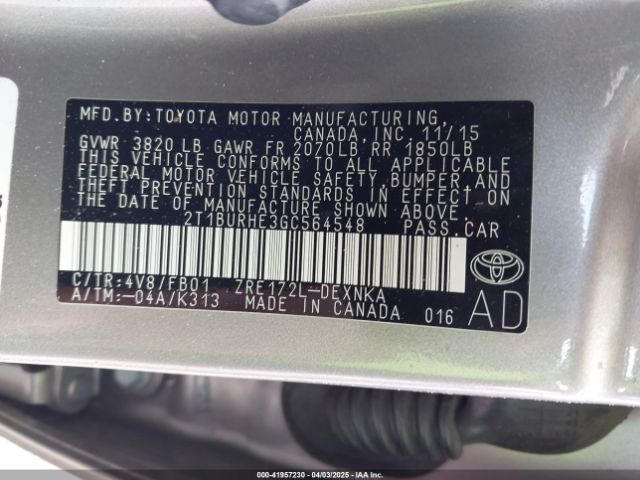 MFD. BY: TOYOTA MOTOR MANUFACTURING,
CANADA, INC. 11/15
GVWR 3820 LB GAWR FR 2070LB RR 1850LB
THIS VEHICLE CONFORMS TO ALL APPLICABLE
FEDERAL MOTOR VEHICLE SAFETY, BUMPER, AND
THEFT PREVENTION STANDARDS IN EFFECT ON
THE DATE OF MANUFACTURE SHOWN ABOVE.
2T1BURHE3GC564548 PASS. CAR
C/TR: 4V8/FB01 ZRE172L-DEXNKA
A/TM: -04A/K313 MADE IN CANADA 016
AD
000-41957230 - 04/03/2025 - IAAI.CA